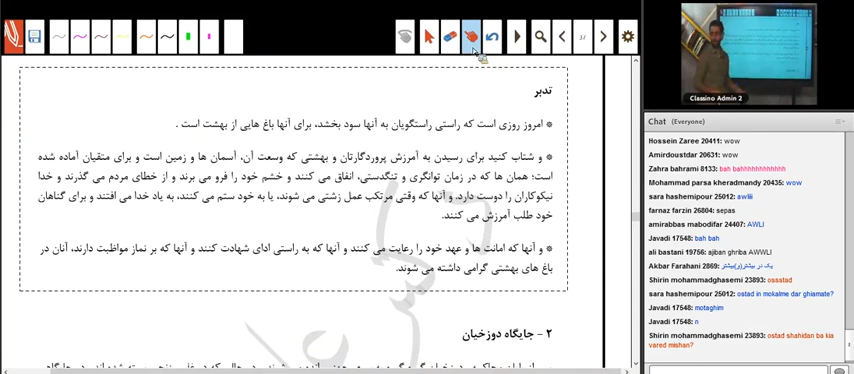 تدبر
* امروز روزی است که راستی راستگویان به آنها سود بخشد، برای آنها باغ هایی از بهشت است .
* و شتاب کنید برای رسیدن به آمرزش پروردگارتان و بهشتی که وسعت آن، آسمان ها و زمین است و برای متقیان آماده شده
است؛ همان ها که در زمان توانگری و تنگدستی، انفاق می کنند و خشم خود را فرو می برند و از خطای مردم می گذرند و خدا
نیکوکاران را دوست دارد. و آنها که وقتی مرتکب عمل زشتی می شوند، یا به خود ستم می کنند، به یاد خدا می افتند و برای گناهان
خود طلب آمرزش می کنند.
* و آنها که امانت ها و عهد خود را رعایت می کنند و آنها که به راستی ادای شهادت کنند و آنها که بر نماز مواظبت دارند، آنان در
باغ های بهشتی گرامی داشته می شوند.
۲ - جایگاه دوزخیان
Classino Admin 2
Chat
Hossein Zaree 20411: wow
Amirdoustdar 20631: wow
Zahra bahrami 8133: bah bahhhhhhhhhhhh
Mohammad parsa kheradmandy 20435: wow
sara hashemipour 25012: awliii
farnaz farzin 26804: sepas
amirabbas mabodifar 24407: AWLI
Javadi 17548: bah bah
ali bastani 19756: ajban ghriba AWWLI
Akbar Farahani 2869: یک در بیشتر(و)بیشتر
Shirin mohammadghasemi 23893: osstad
sara hashemipour 25012: ostad in mokalme dar ghiamate?
Javadi 17548: motaghim
Javadi 17548: n
Shirin mohammadghasemi 23893: ostad shahidan ba kia
vared mishan?